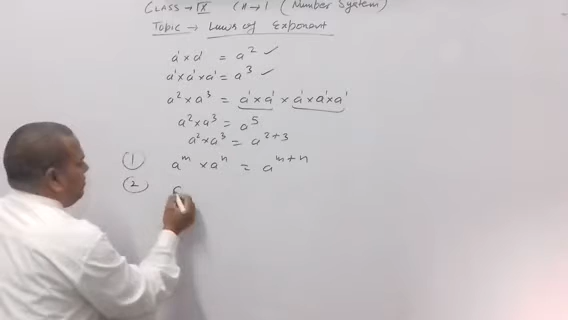 CLASS → IX CH → 1 (Number System)
Topic → Laws of Exponent
a¹ × a¹ = a² ✓
a¹ × a¹ × a¹ = a³ ✓
a² × a³ = a¹ × a¹ × a¹ × a¹ × a¹
a² × a³ = a⁵
a² × a³ = a²⁺³
① aᵐ × aⁿ = aᵐ⁺ⁿ
②